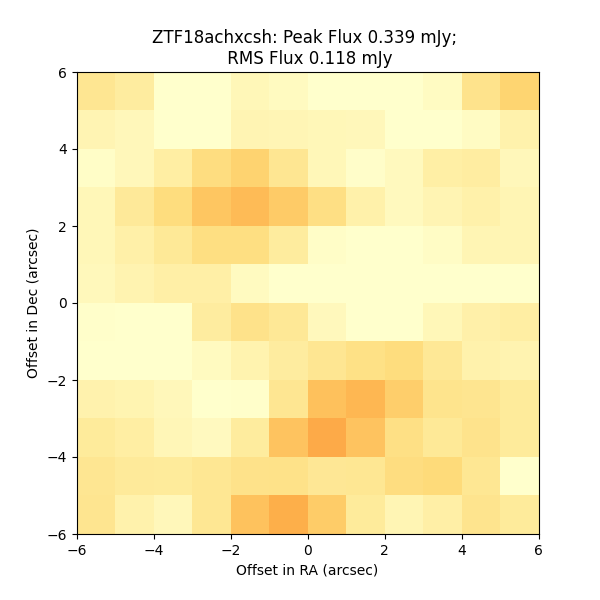 ZTF18achxcsh: Peak Flux 0.339 mJy;
RMS Flux 0.118 mJy
6
4
2
0
−2
−4
−6
Offset in Dec (arcsec)
−6 −4 −2 0 2 4 6
Offset in RA (arcsec)